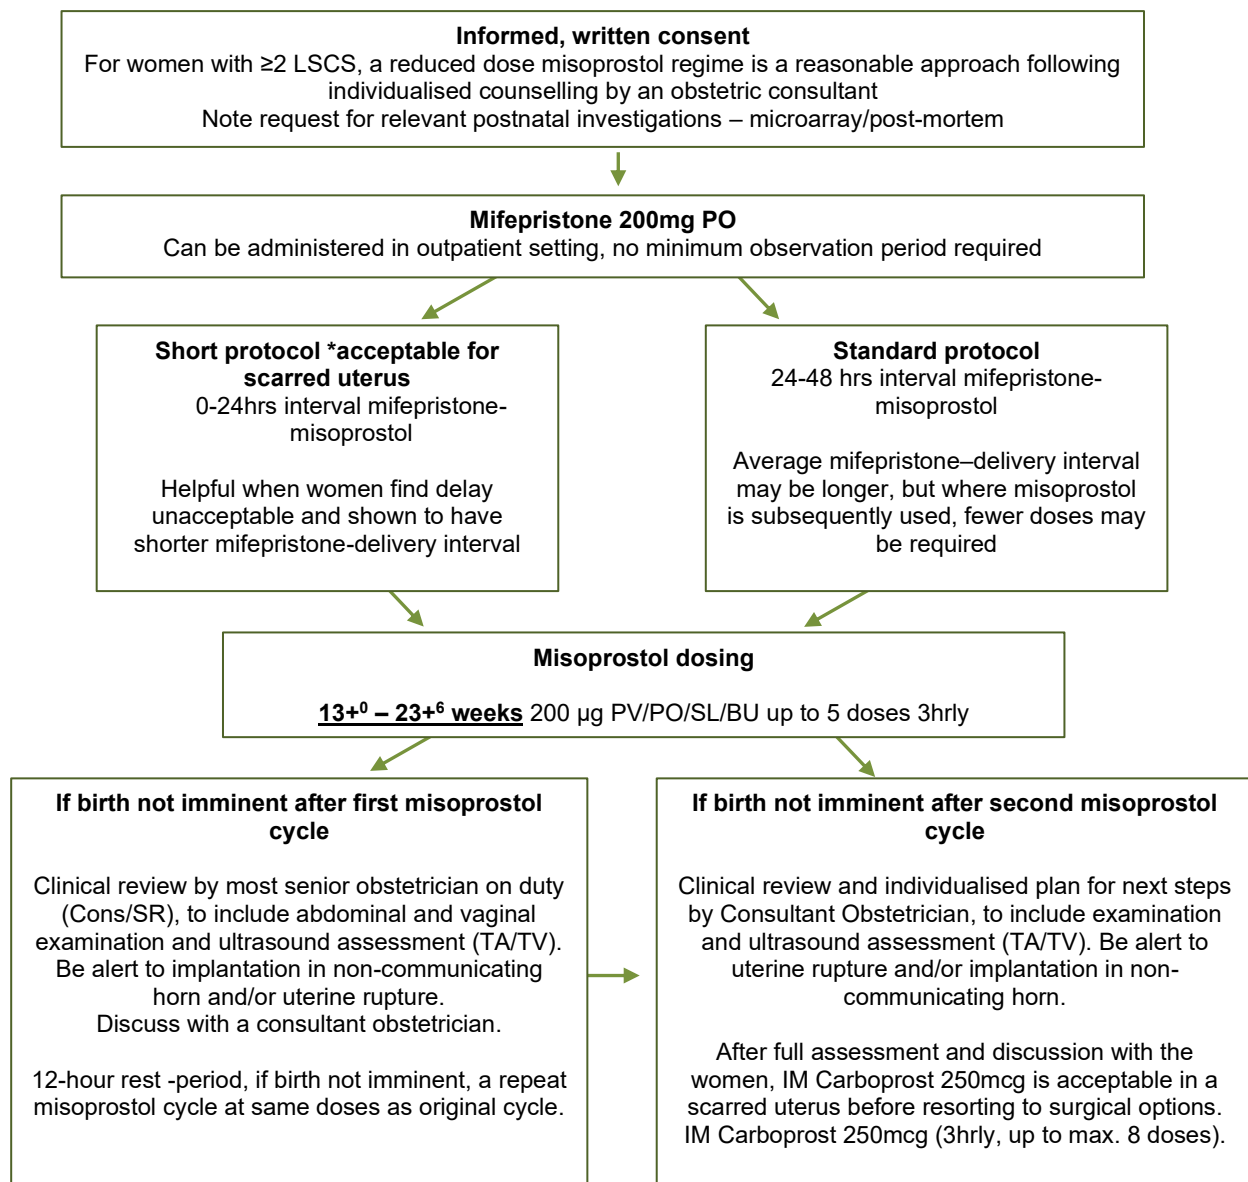 Informed, written consent
For women with ≥2 LSCS, a reduced dose misoprostol regime is a reasonable approach following
individualised counselling by an obstetric consultant
Note request for relevant postnatal investigations – microarray/post-mortem
Mifepristone 200mg PO
Can be administered in outpatient setting, no minimum observation period required
Short protocol *acceptable for
scarred uterus
0-24hrs interval mifepristone-
misoprostol
Helpful when women find delay
unacceptable and shown to have
shorter mifepristone-delivery interval
Standard protocol
24-48 hrs interval mifepristone-
misoprostol
Average mifepristone–delivery interval
may be longer, but where misoprostol
is subsequently used, fewer doses may
be required
Misoprostol dosing
13+⁰ – 23+⁶ weeks 200 µg PV/PO/SL/BU up to 5 doses 3hrly
If birth not imminent after first misoprostol
cycle
Clinical review by most senior obstetrician on duty
(Cons/SR), to include abdominal and vaginal
examination and ultrasound assessment (TA/TV).
Be alert to implantation in non-communicating
horn and/or uterine rupture.
Discuss with a consultant obstetrician.
12-hour rest -period, if birth not imminent, a repeat
misoprostol cycle at same doses as original cycle.
If birth not imminent after second misoprostol
cycle
Clinical review and individualised plan for next steps
by Consultant Obstetrician, to include examination
and ultrasound assessment (TA/TV). Be alert to
uterine rupture and/or implantation in non-
communicating horn.
After full assessment and discussion with the
women, IM Carboprost 250mcg is acceptable in a
scarred uterus before resorting to surgical options.
IM Carboprost 250mcg (3hrly, up to max. 8 doses).